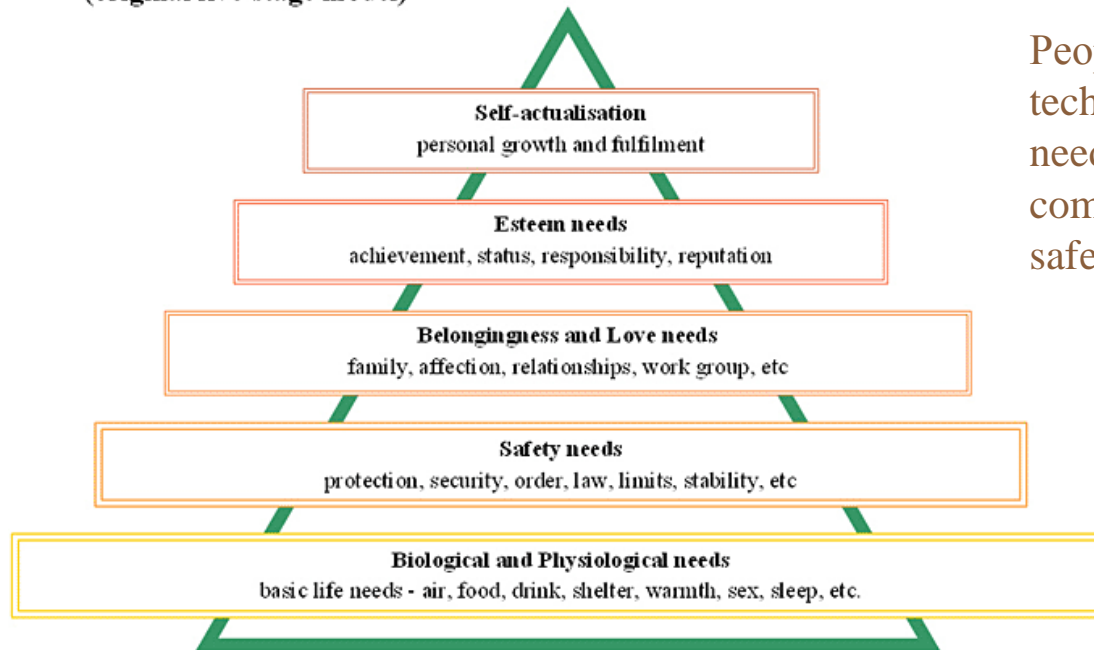 Self-actualisation
personal growth and fulfilment
Esteem needs
achievement, status, responsibility, reputation
Belongingness and Love needs
family, affection, relationships, work group, etc
Safety needs
protection, security, order, law, limits, stability, etc
Biological and Physiological needs
basic life needs - air, food, drink, shelter, warmth, sex, sleep, etc.